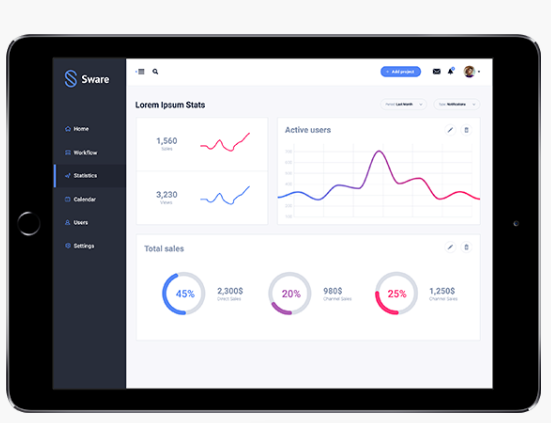 Sware
+ Add project
Home
Workflow
Statistics
Calendar
Users
Settings
Lorem Ipsum Stats
Period: Last Month
Type: Notifications
1,560
Sales
3,230
Views
Active users
Total sales
45%
2,300$
Direct Sales
20%
980$
Channel Sales
25%
1,250$
Channel Sales